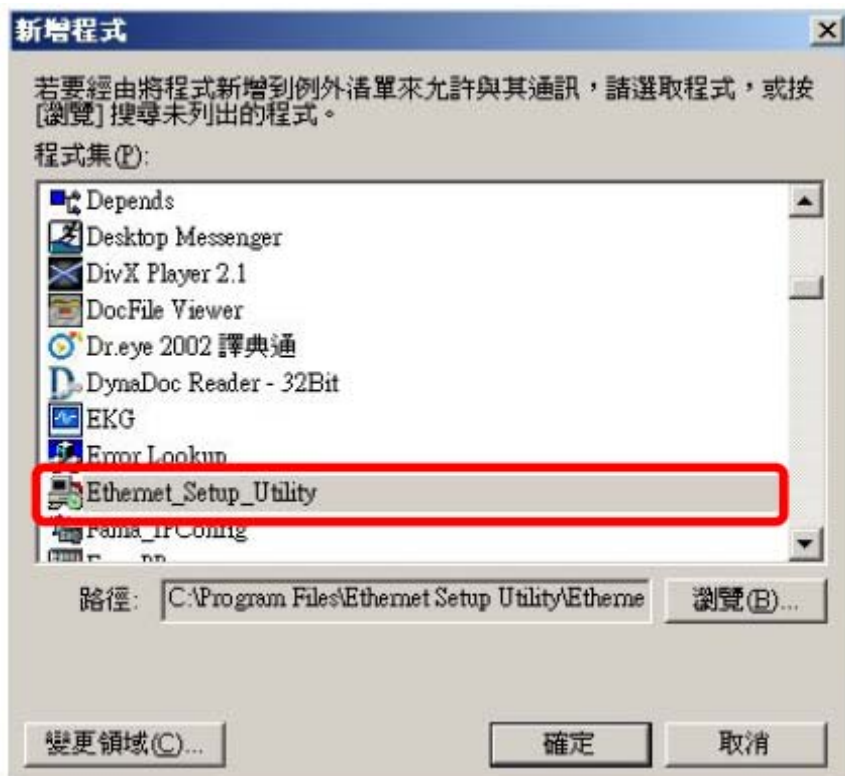 新增程式
若要經由將程式新增到例外清單來允許與其通訊，請選取程式，或按
[瀏覽] 搜尋未列出的程式。
程式集(P):
Depends
Desktop Messenger
DivX Player 2.1
DocFile Viewer
Dr.eye 2002 譯典通
DynaDoc Reader - 32Bit
EKG
Error Lookup
Ethernet_Setup_Utility
Fama_IPConfig
路徑: C:\Program Files\Ethernet Setup Utility\Etherne 瀏覽(B)...
變更領域(C)... 確定 取消